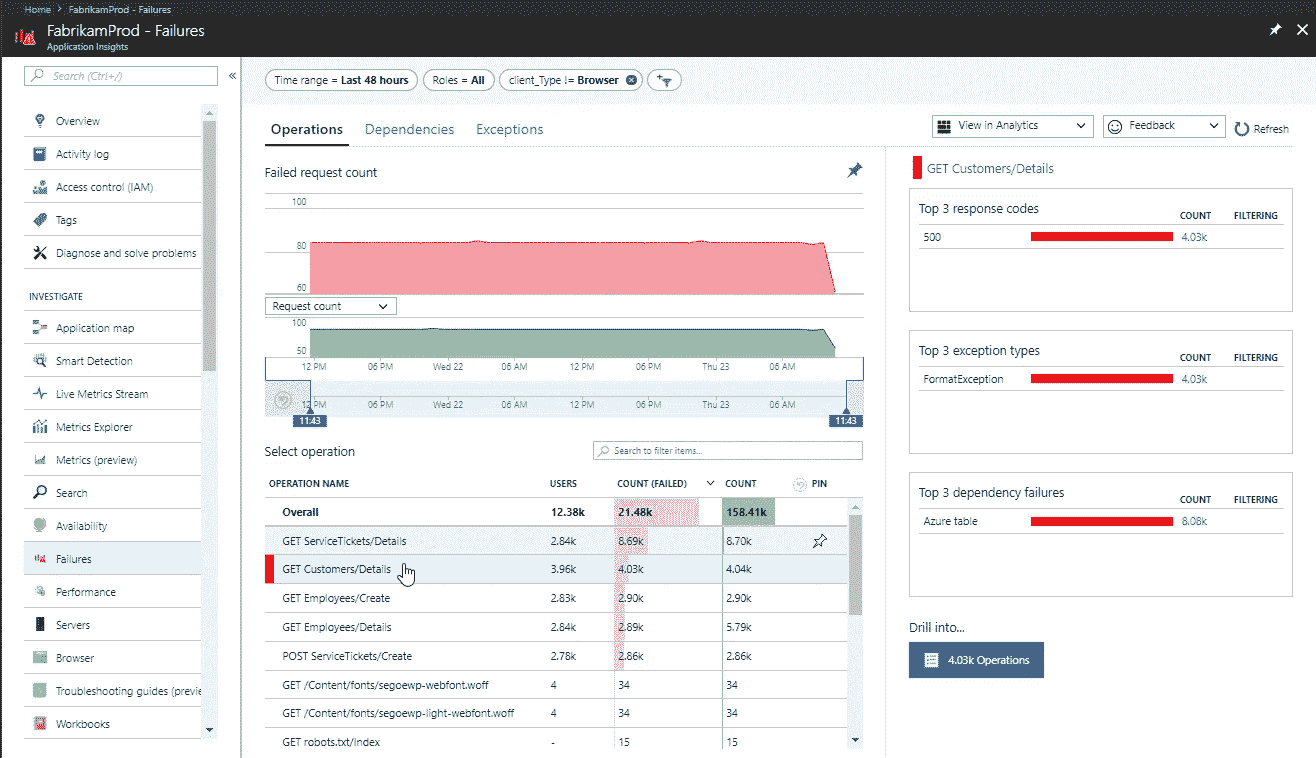 Home > FabrikamProd - Failures
FabrikamProd - Failures
Application Insights
Search (Ctrl+/)
«
Overview
Activity log
Access control (IAM)
Tags
Diagnose and solve problems
INVESTIGATE
Application map
Smart Detection
Live Metrics Stream
Metrics Explorer
Metrics (preview)
Search
Availability
Failures
Performance
Servers
Browser
Troubleshooting guides (previe
Workbooks
Time range = Last 48 hours
Roles = All
client_Type != Browser
Operations Dependencies Exceptions
View in Analytics
Feedback
Refresh
Failed request count
100
80
60
Request count
100
50
12 PM 06 PM Wed 22 06 AM 12 PM 06 PM Thu 23 06 AM
12 PM 06 PM Wed 22 06 AM 12 PM 06 PM Thu 23 06 AM
11:43 11:43
Select operation
Search to filter items...
OPERATION NAME USERS COUNT (FAILED) COUNT PIN
Overall 12.38k 21.48k 158.41k
GET ServiceTickets/Details 2.84k 8.69k 8.70k
GET Customers/Details 3.96k 4.03k 4.04k
GET Employees/Create 2.83k 2.90k 2.90k
GET Employees/Details 2.84k 2.89k 5.79k
POST ServiceTickets/Create 2.78k 2.86k 2.86k
GET /Content/fonts/segoewp-webfont.woff 4 34 34
GET /Content/fonts/segoewp-light-webfont.woff 4 34 34
GET robots.txt/Index - 15 15
GET Customers/Details
Top 3 response codes COUNT FILTERING
500 4.03k
Top 3 exception types COUNT FILTERING
FormatException 4.03k
Top 3 dependency failures COUNT FILTERING
Azure table 8.08k
Drill into...
4.03k Operations